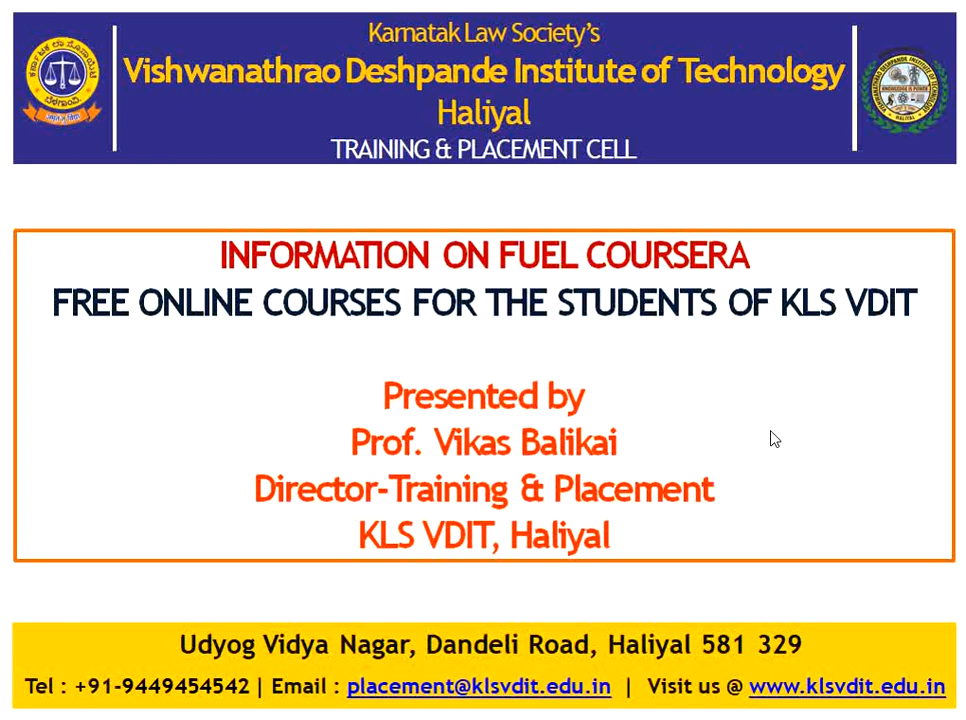 Karnatak Law Society's
Vishwanathrao Deshpande Institute of Technology
Haliyal
TRAINING & PLACEMENT CELL
INFORMATION ON FUEL COURSERA
FREE ONLINE COURSES FOR THE STUDENTS OF KLS VDIT
Presented by
Prof. Vikas Balikai
Director-Training & Placement
KLS VDIT, Haliyal
Udyog Vidya Nagar, Dandeli Road, Haliyal 581 329
Tel : +91-9449454542 | Email : placement@klsvdit.edu.in | Visit us @ www.klsvdit.edu.in